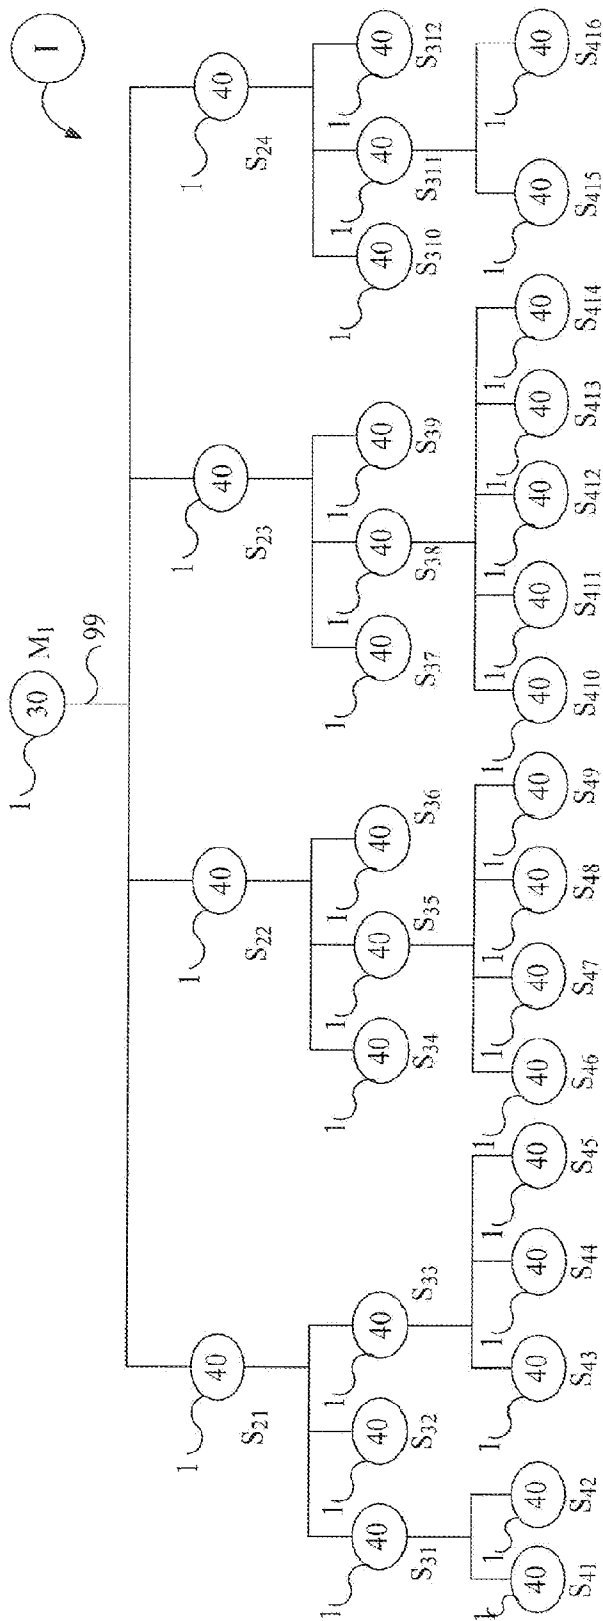 I
1 30 M₁
99
1 40 1 40 1 40 1 40
S₂₁ S₂₂ S₂₃ S₂₄
1 40 1 40 1 40 1 40 1 40 1 40 1 40 1 40 1 40 1 40 1 40 1 40
S₃₁ S₃₂ S₃₃ S₃₄ S₃₅ S₃₆ S₃₇ S₃₈ S₃₉ S₃₁₀ S₃₁₁ S₃₁₂
1 40 1 40 1 40 1 40 1 40 1 40 1 40 1 40 1 40 1 40 1 40 1 40 1 40 1 40 1 40 1 40
S₄₁ S₄₂ S₄₃ S₄₄ S₄₅ S₄₆ S₄₇ S₄₈ S₄₉ S₄₁₀ S₄₁₁ S₄₁₂ S₄₁₃ S₄₁₄ S₄₁₅ S₄₁₆